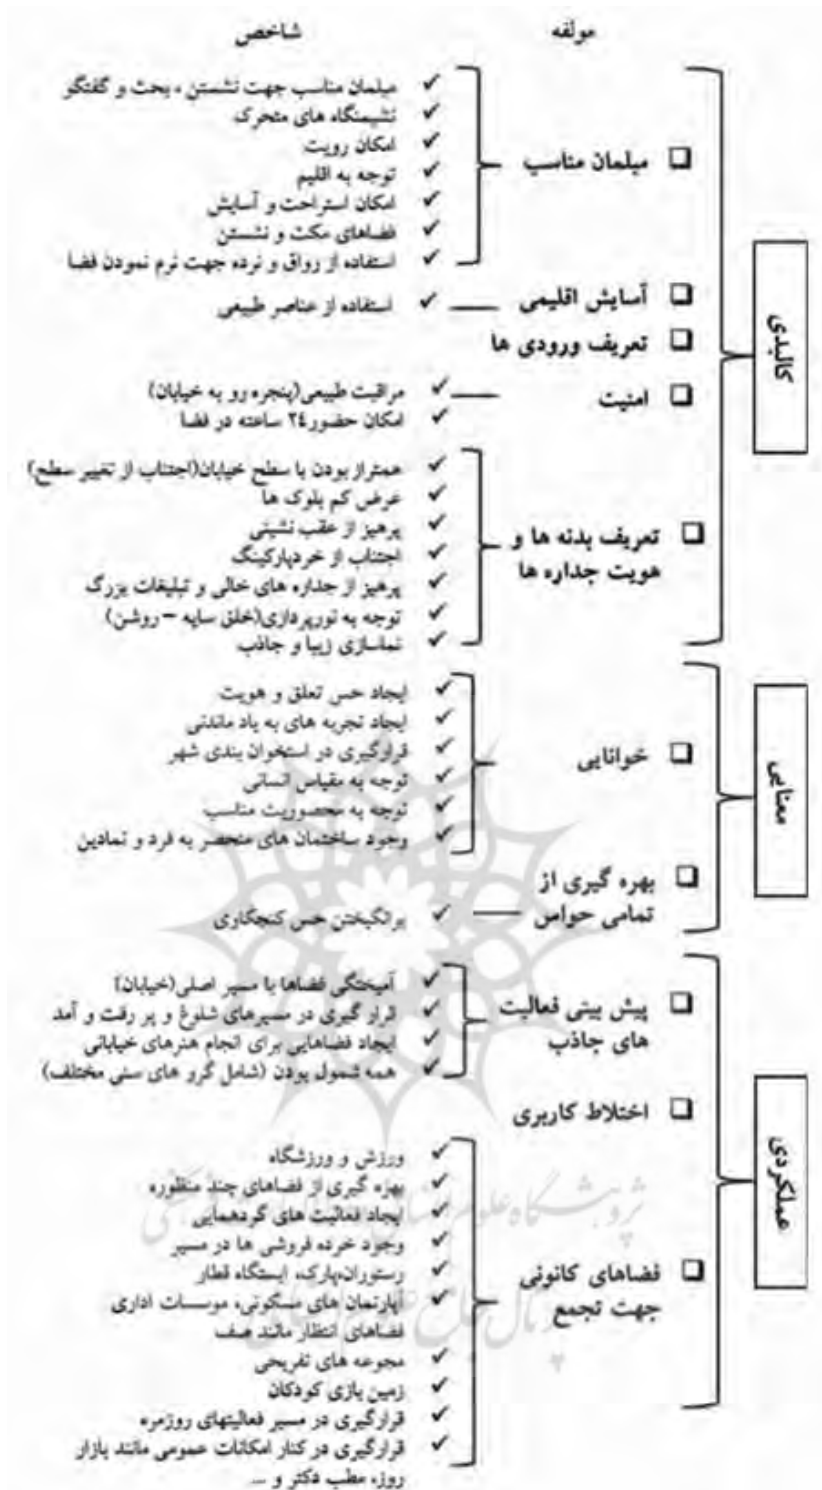 مولفه
شاخص
کالبدی
❑ میلمان مناسب
✓ میلمان مناسب جهت نشستن ، بحث و گفتگو
✓ نشیمنگاه های متحرک
✓ امکان رویت
✓ توجه به اقلیم
✓ امکان استراحت و آسایش
✓ فضاهای مکث و نشستن
✓ استفاده از رواق و نرده جهت نرم نمودن فضا
❑ آسایش اقلیمی
✓ استفاده از عناصر طبیعی
❑ تعریف ورودی ها
❑ امنیت
✓ مراقبت طبیعی(پنجره رو به خیابان)
✓ امکان حضور۲۴ ساعته در فضا
❑ تعریف بدنه ها و
هویت جداره ها
✓ همتراز بودن با سطح خیابان(اجتناب از تغییر سطح)
✓ عرض کم بلوک ها
✓ پرهیز از عقب نشینی
✓ اجتناب از خردپارکینگ
✓ پرهیز از جداره های خالی و تبلیغات بزرگ
✓ توجه به نورپردازی(خلق سایه – روشن)
✓ نماسازی زیبا و جاذب
معنایی
❑ خوانایی
✓ ایجاد حس تعلق و هویت
✓ ایجاد تجربه های به یاد ماندنی
✓ قرارگیری در استخوان بندی شهر
✓ توجه به مقیاس انسانی
✓ توجه به محصوریت مناسب
✓ وجود ساختمان های منحصر به فرد و نمادین
❑ بهره گیری از
تمامی حواس
✓ برانگیختن حس کنجگاری
عملکردی
❑ پیش بینی فعالیت
های جاذب
✓ آمیختگی فضاها با مسیر اصلی(خیابان)
✓ قرار گیری در مسیرهای شلوغ و پر رفت و آمد
✓ ایجاد فضاهایی برای انجام هنرهای خیابانی
✓ همه شمول بودن (شامل گرو های سنی مختلف)
❑ اختلاط کاربری
❑ فضاهای کانونی
جهت تجمع
✓ ورزش و ورزشگاه
✓ بهره گیری از فضاهای چند منظوره
✓ ایجاد فعالیت های گردهمایی
✓ وجود خرده فروشی ها در مسیر
✓ رستوران،پارک، ایستگاه قطار
✓ آپارتمان های مسکونی، موسسات اداری
فضاهای انتظار مانند صف
✓ مجوعه های تفریحی
✓ زمین بازی کودکان
✓ قرارگیری در مسیر فعالیتهای روزمره
✓ قرارگیری در کنار امکانات عمومی مانند بازار
روز، مطب دکتر و ...